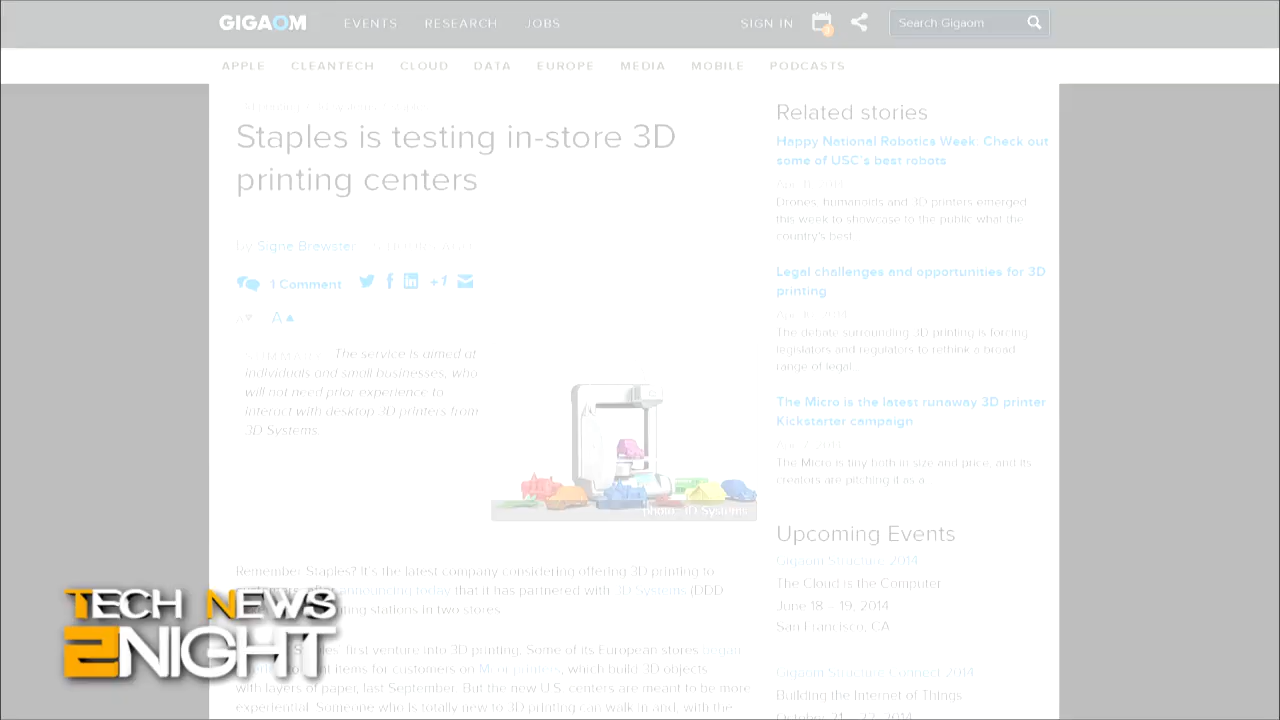 GIGAOM EVENTS RESEARCH JOBS SIGN IN Search Gigaom
APPLE CLEANTECH CLOUD DATA EUROPE MEDIA MOBILE PODCASTS
Staples is testing in-store 3D
printing centers
by Signe Brewster
1 Comment +1
A
SUMMARY: The service is aimed at
individuals and small businesses, who
will not need prior experience to
interact with desktop 3D printers from
3D Systems.
photo: 3D Systems
Remember Staples? It's the latest company considering offering 3D printing to
announcing today that it has partnered with 3D Systems (DDD
stations in two stores.
first venture into 3D printing. Some of its European stores began
items for customers on
which build 3D objects
with layers of paper, last September. But the new U.S. centers are meant to be more
experiential. Someone who is totally new to 3D printing can walk in and, with the
Related stories
Happy National Robotics Week: Check out
some of USC's best robots
Drones, humanoids and 3D printers emerged
this week to showcase to the public what the
country's best
Legal challenges and opportunities for 3D
printing
The debate surrounding 3D printing is forcing
legislators and regulators to rethink a broad
range of legal...
The Micro is the latest runaway 3D printer
Kickstarter campaign
Apr. 7, 2014
The Micro is tiny both in size and price, and its
creators are pitching it as a
Upcoming Events
Gigaom Structure 2014
The Cloud is the Computer
June 18 – 19, 2014
San Francisco, CA
Gigaom Structure Connect 2014
Building the Internet of Things
October 21 – 22, 2014
TECH NEWS
2NIGHT